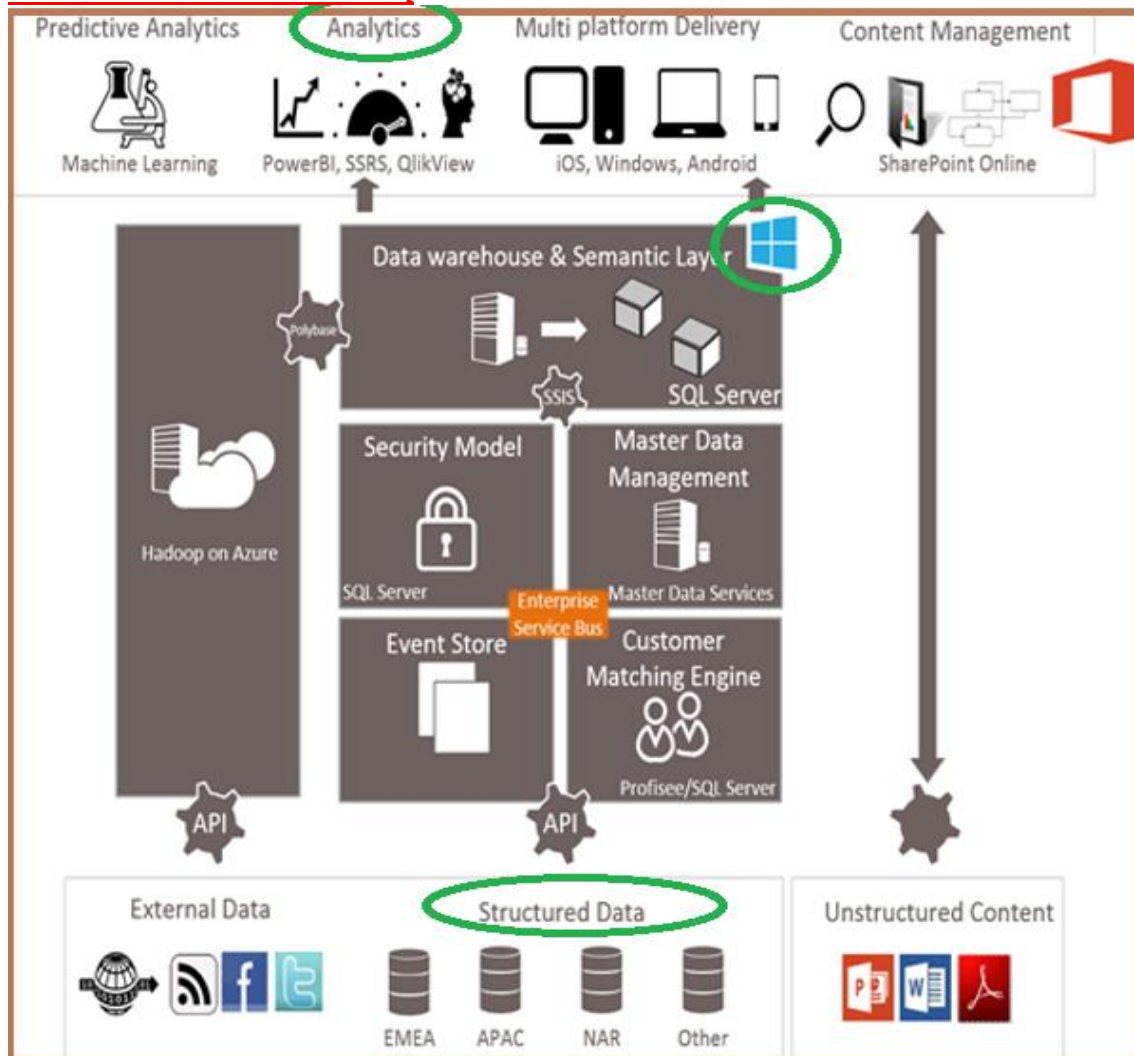 Predictive Analytics
Analytics
Multi platform Delivery
Content Management
Machine Learning
PowerBI, SSRS, QlikView
iOS, Windows, Android
SharePoint Online
Data warehouse & Semantic Layer
Polybase
SSIS
SQL Server
Security Model
Master Data
Management
Hadoop on Azure
SQL Server
Master Data Services
Enterprise
Service Bus
Event Store
Customer
Matching Engine
Profisee/SQL Server
API
API
External Data
Structured Data
Unstructured Content
EMEA
APAC
NAR
Other